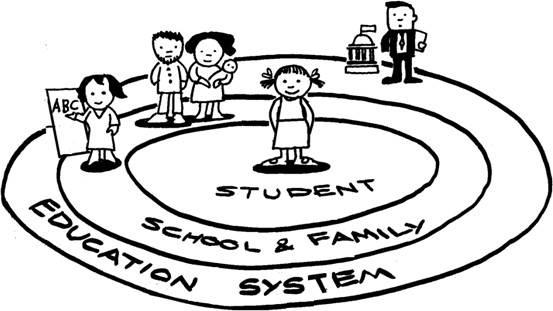 ABC
STUDENT
SCHOOL & FAMILY
EDUCATION SYSTEM